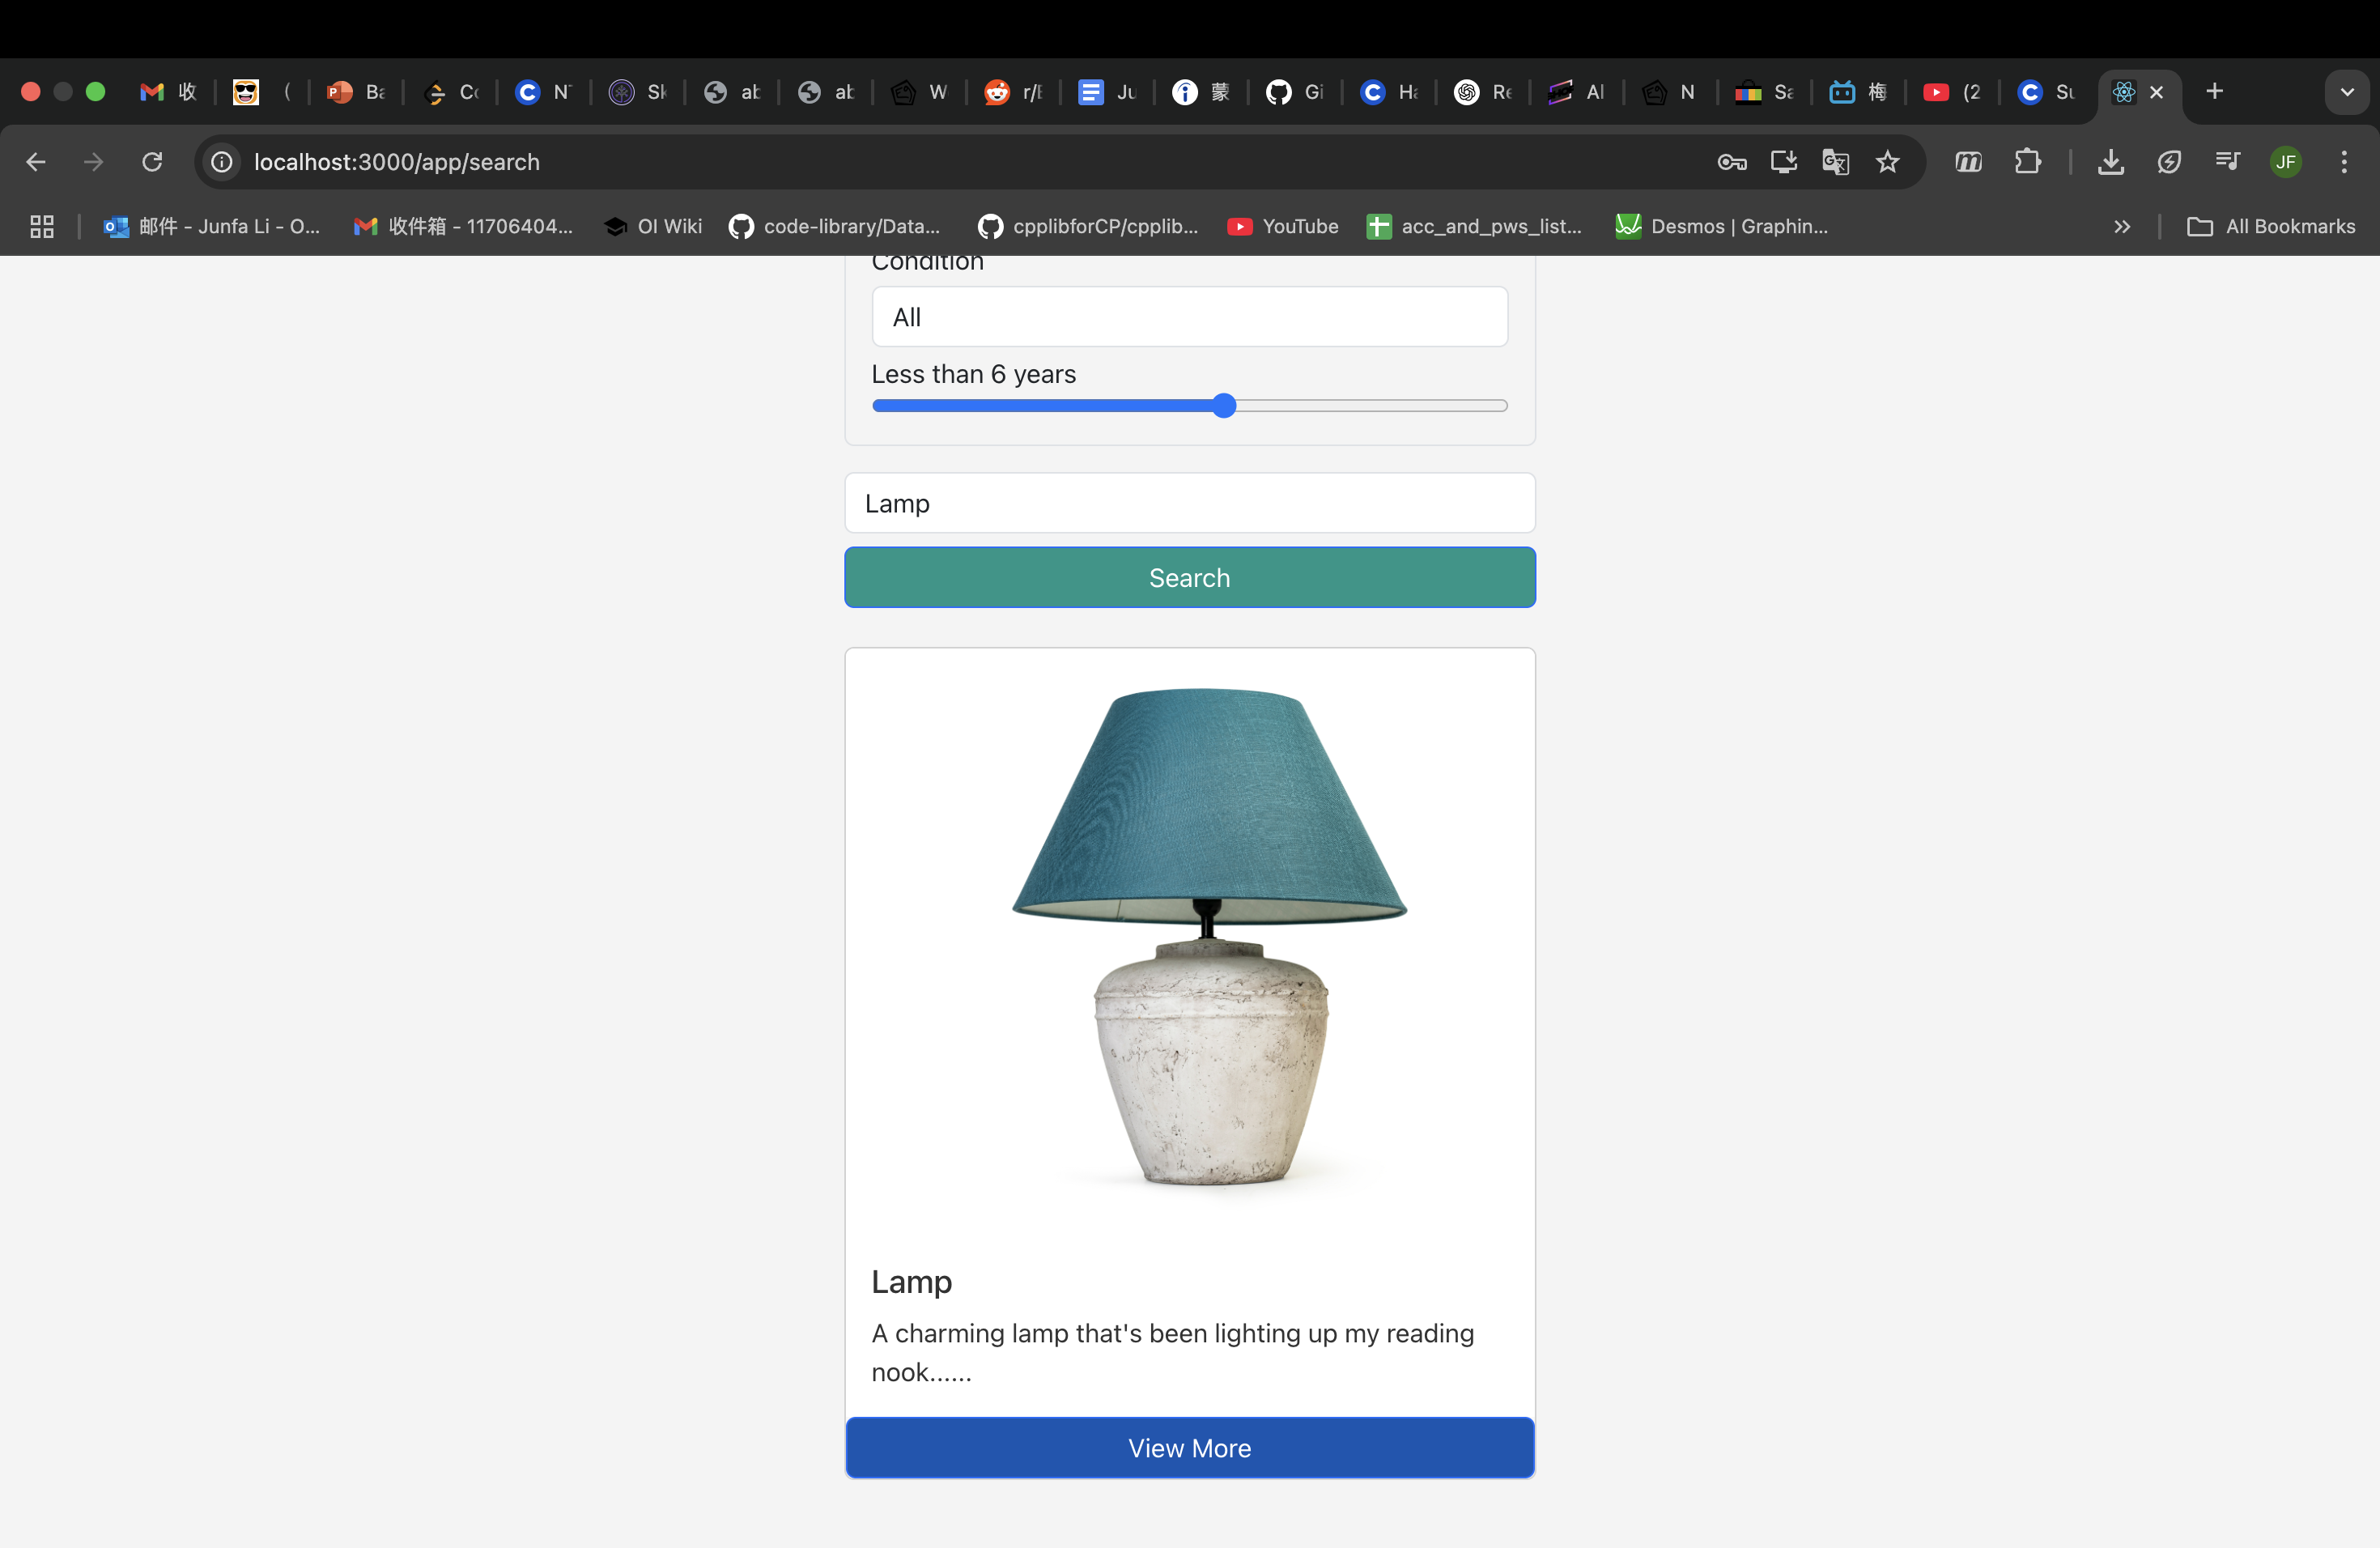 收
(
Ba
Co
N
Sk
ab
ab
W
r/
Ju
蒙
Gi
Ha
Re
Al
N
Sa
梅
(2
Su
localhost:3000/app/search
JF
邮件 – Junfa Li – O...
收件箱 – 11706404...
OI Wiki
code-library/Data...
cpplibforCP/cpplib...
YouTube
acc_and_pws_list...
Desmos | Graphin...
All Bookmarks
Condition
All
Less than 6 years
Lamp
Search
Lamp
A charming lamp that's been lighting up my reading
nook......
View More